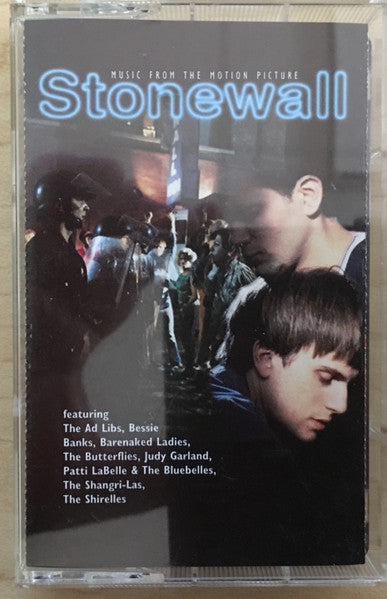 MUSIC FROM THE MOTION PICTURE
Stonewall
featuring
The Ad Libs, Bessie
Banks, Barenaked Ladies,
The Butterflies, Judy Garland,
Patti LaBelle & The Bluebelles,
The Shangri-Las,
The Shirelles